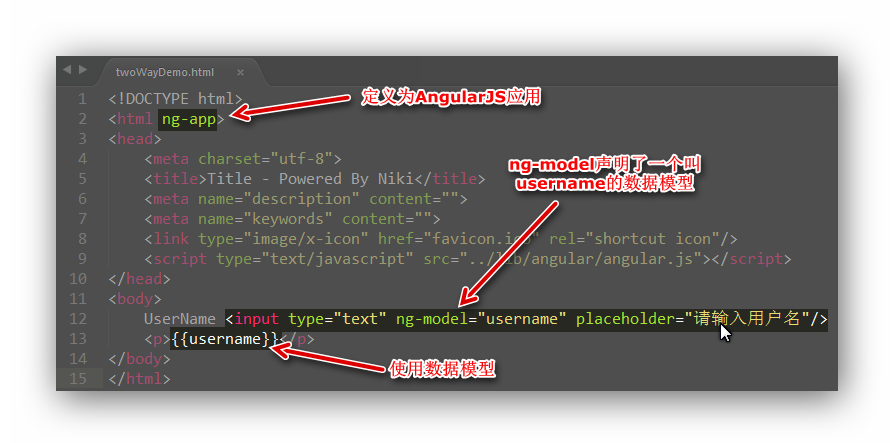 twoWayDemo.html ×
1 <!DOCTYPE html>
定义为AngularJS应用
2 <html ng-app>
3 <head>
4 <meta charset="utf-8">
ng-model声明了一个叫
5 <title>Title - Powered By Niki</title>
username的数据模型
6 <meta name="description" content="">
7 <meta name="keywords" content="">
8 <link type="image/x-icon" href="favicon.ico" rel="shortcut icon"/>
9 <script type="text/javascript" src="../lib/angular/angular.js"></script>
10 </head>
11 <body>
12 UserName <input type="text" ng-model="username" placeholder="请输入用户名"/>
13 <p>{{username}}</p>
14 </body>
使用数据模型
15 </html>